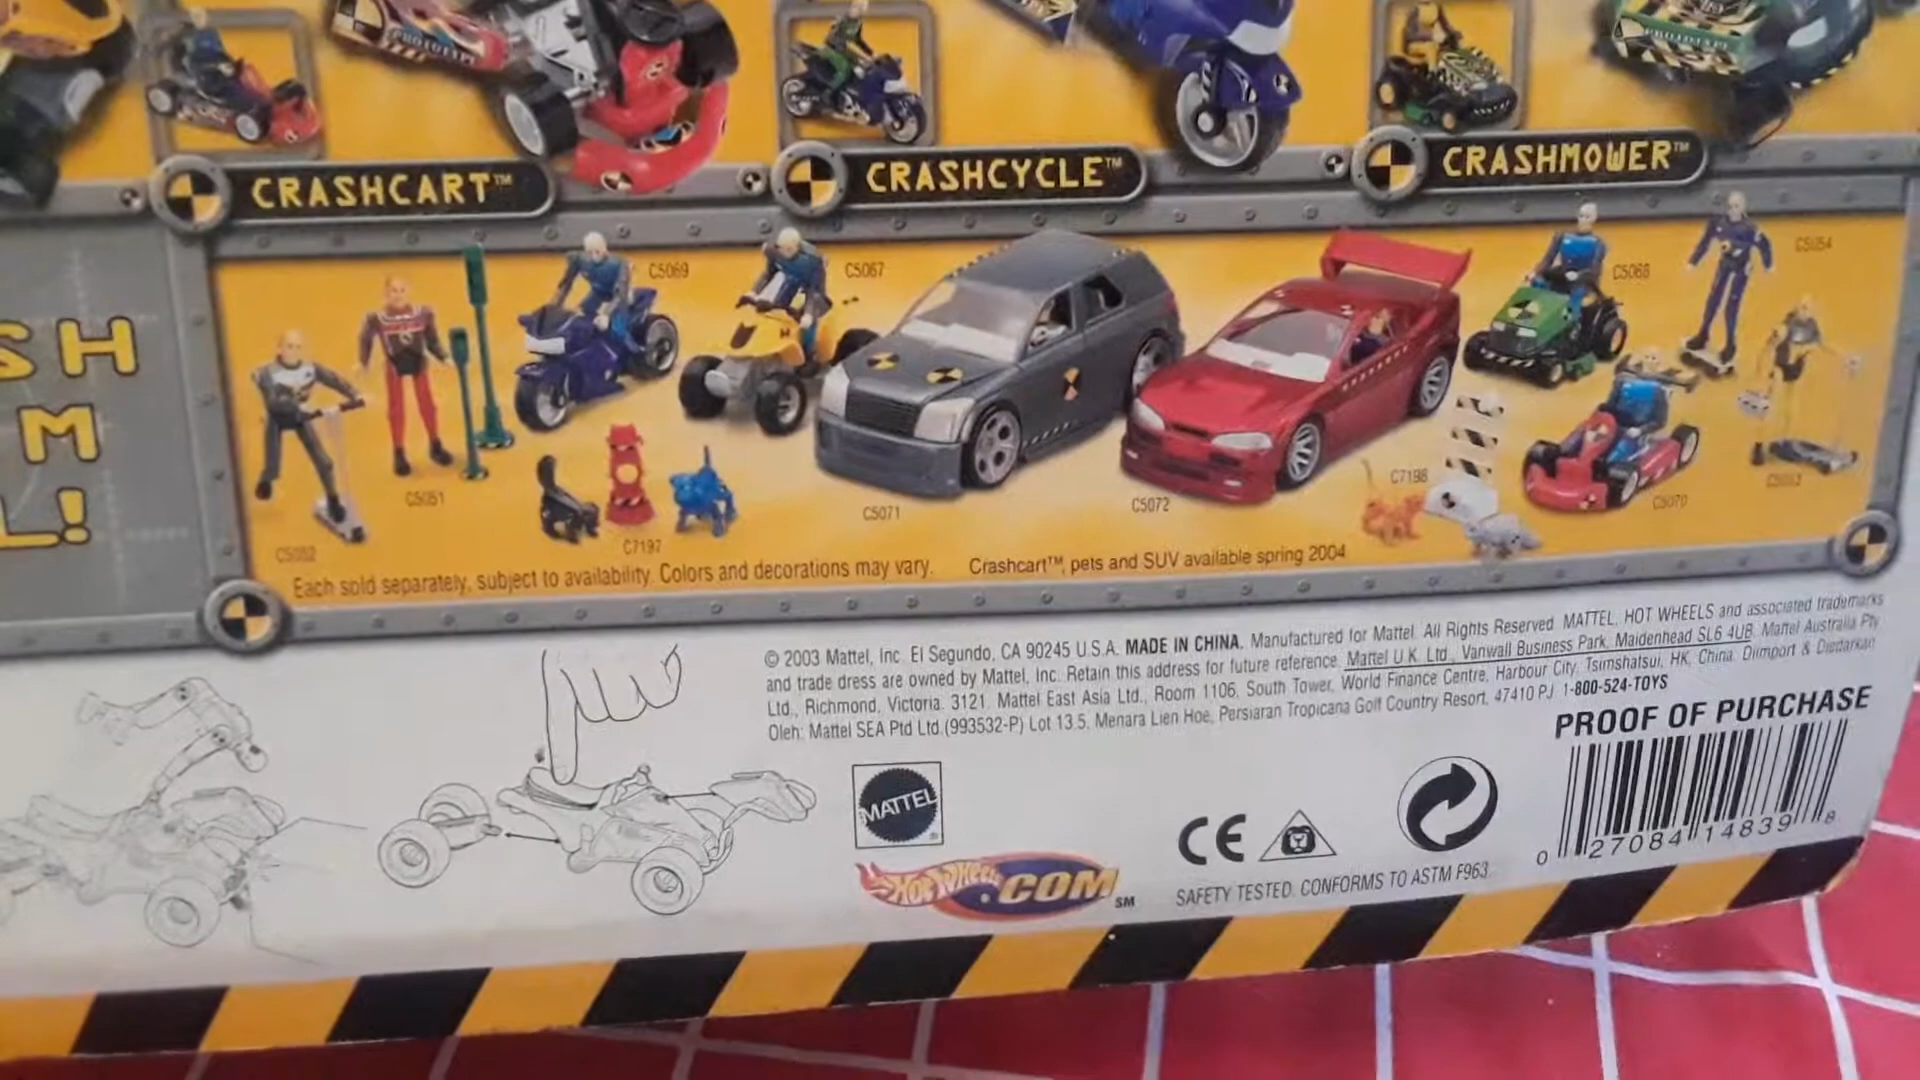 PROTOTYPE
PROTOTYPE
CRASHCART™
CRASHCYCLE™
CRASHMOWER™
SH
M
L!
C5069
C5067
C5068
C5054
C5051
C5052
C7197
C5071
C5072
C7198
C5070
C5053
Each sold separately, subject to availability. Colors and decorations may vary.
Crashcart™, pets and SUV available spring 2004
© 2003 Mattel, Inc. El Segundo, CA 90245 U.S.A. MADE IN CHINA. Manufactured for Mattel. All Rights Reserved. MATTEL, HOT WHEELS and associated trademarks
and trade dress are owned by Mattel, Inc. Retain this address for future reference: Mattel U.K. Ltd., Vanwall Business Park, Maidenhead SL6 4UB. Mattel Australia Pty
Ltd., Richmond, Victoria. 3121. Mattel East Asia Ltd., Room 1106, South Tower, World Finance Centre, Harbour City, Tsimshatsui, HK, China. Diimport & Diedarkan
Oleh: Mattel SEA Ptd Ltd.(993532-P) Lot 13.5, Menara Lien Hoe, Persiaran Tropicana Golf Country Resort, 47410 PJ. 1-800-524-TOYS
PROOF OF PURCHASE
MATTEL
HOT WHEELS.COM SM
CE
SAFETY TESTED. CONFORMS TO ASTM F963.
0 27084 14839 8